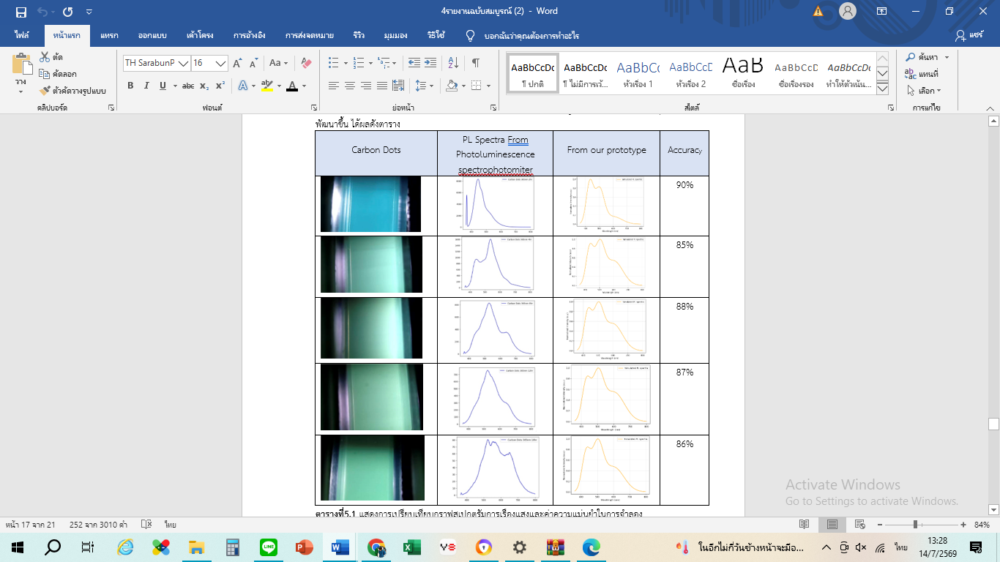 4รายงานฉบับสมบูรณ์ (2) - Word
ไฟล์ หน้าแรก แทรก ออกแบบ เค้าโครง การอ้างอิง การส่งจดหมาย รีวิว มุมมอง วิธีใช้ บอกฉันว่าคุณต้องการทำอะไร แชร์
วาง
ตัด
คัดลอก
ตัวคัดวางรูปแบบ
คลิปบอร์ด
TH SarabunP 16
B I U abc x₂ x²
ฟอนต์
ย่อหน้า
AaBbCcDc AaBbCcDc AaBbCc AaBbCcD AaB AaBbCcD AaBbCcDc
¶ ปกติ ¶ ไม่มีการเว้... หัวเรื่อง 1 หัวเรื่อง 2 ชื่อเรื่อง ชื่อเรื่องรอง ทำให้ตัวเน้น...
สไตล์
ค้นหา
แทนที่
เลือก
การแก้ไข
พัฒนาขึ้น ได้ผลดังตาราง
Carbon Dots
PL Spectra From
Photoluminescence
spectrophotomiter
From our prototype
Accuracy
90%
85%
88%
87%
86%
ตารางที่5.1 แสดงการเปรียบเทียบกราฟสเปกตรัมการเรืองแสงและค่าความแม่นยำในการจำลอง
Activate Windows
Go to Settings to activate Windows.
หน้า 17 จาก 21 252 จาก 3010 คำ ไทย 84%
ในอีกไม่กี่วันข้างหน้าจะมีอ... ไทย
13:28
14/7/2569